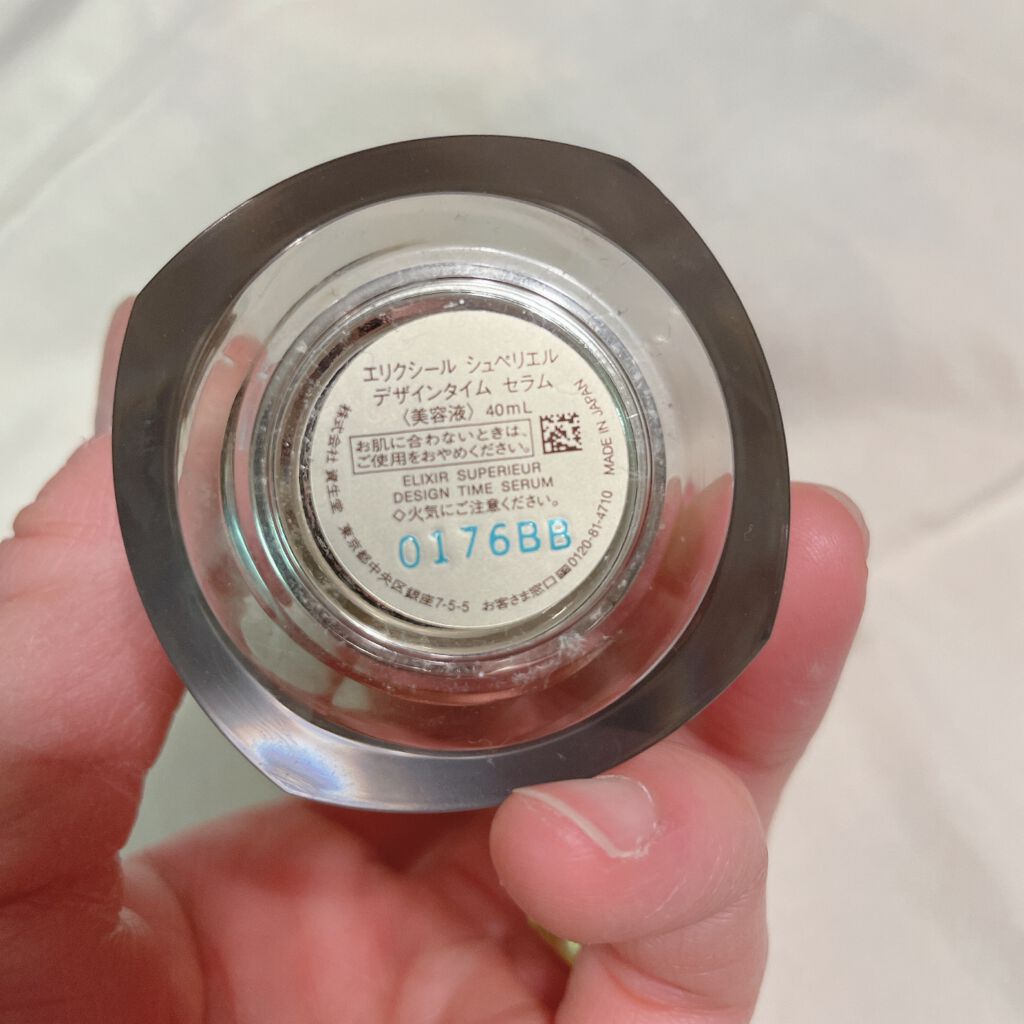 エリクシール シュペリエル
デザインタイム セラム
〈美容液〉 40mL
お肌に合わないときは、
ご使用をおやめください。
ELIXIR SUPERIEUR
DESIGN TIME SERUM
◇火気にご注意ください。
0176BB
株式会社 資生堂 東京都中央区銀座7-5-5 お客さま窓口 0120-81-4710 MADE IN JAPAN